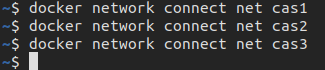 ~$ docker network connect net cas1
~$ docker network connect net cas2
~$ docker network connect net cas3
~$